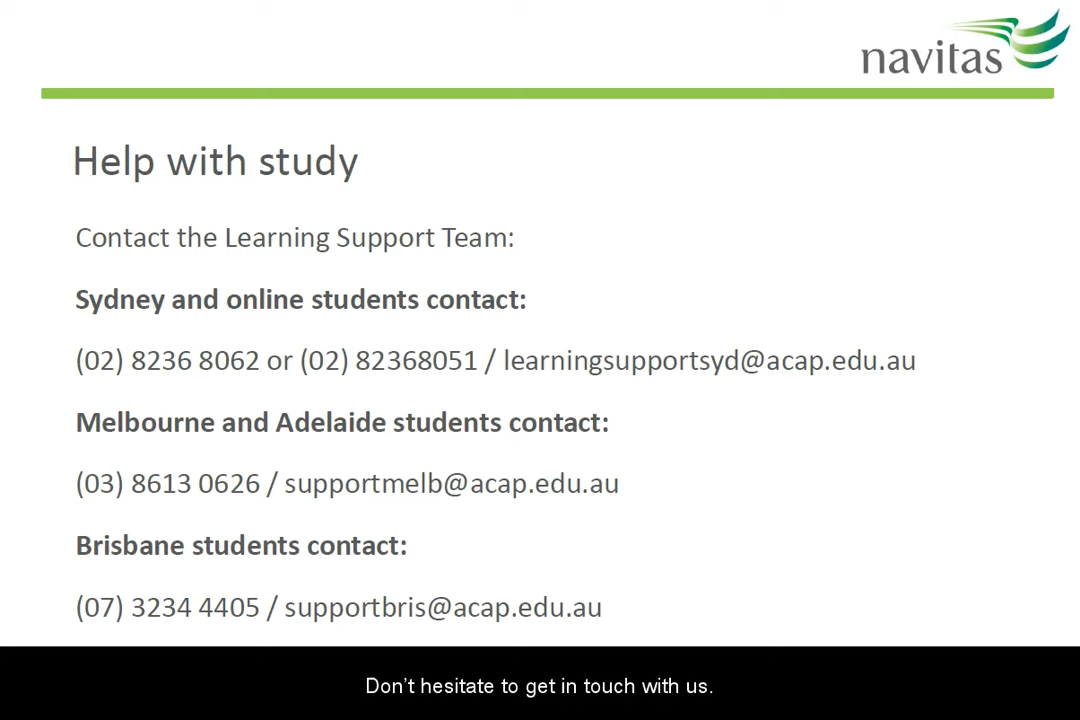 navitas
Help with study
Contact the Learning Support Team:
Sydney and online students contact:
(02) 8236 8062 or (02) 82368051 / learningsupportsyd@acap.edu.au
Melbourne and Adelaide students contact:
(03) 8613 0626 / supportmelb@acap.edu.au
Brisbane students contact:
(07) 3234 4405 / supportbris@acap.edu.au
Don't hesitate to get in touch with us.